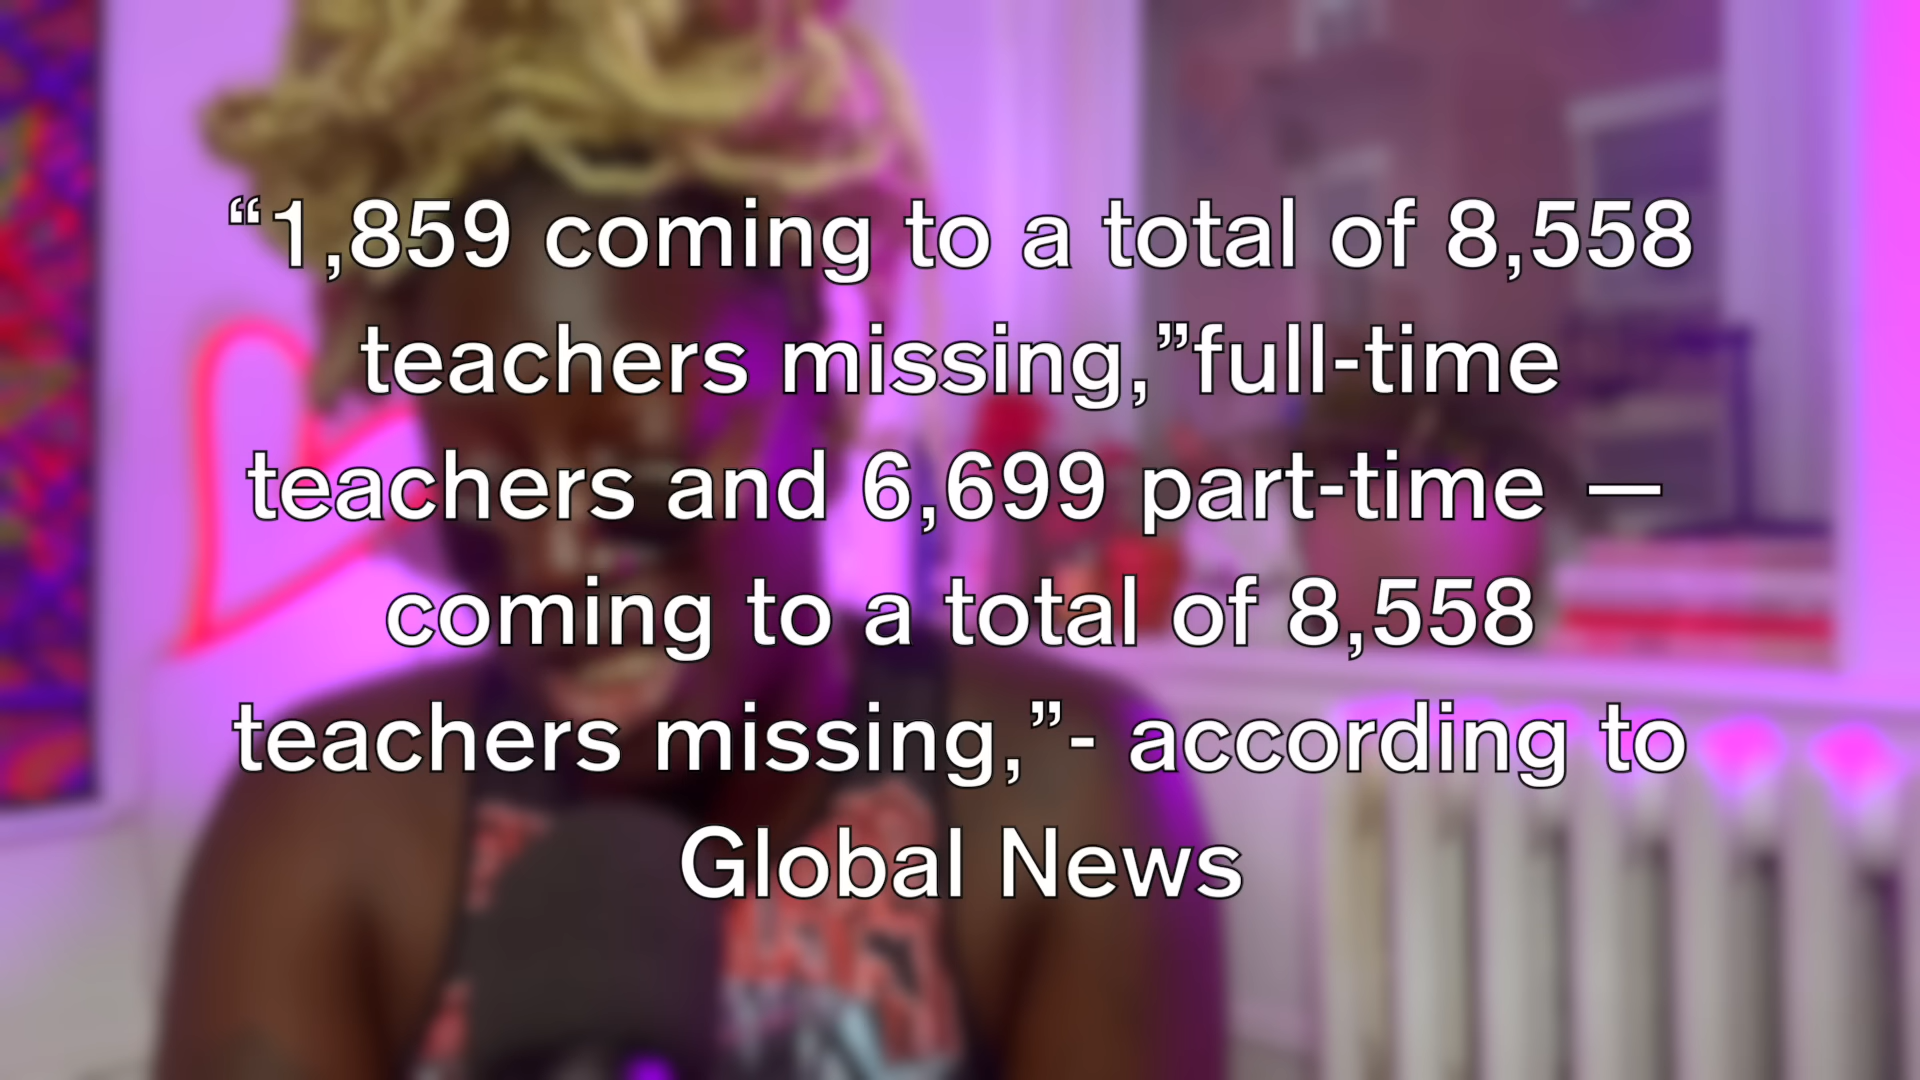 “1,859 coming to a total of 8,558
teachers missing,”full-time
teachers and 6,699 part-time —
coming to a total of 8,558
teachers missing,”- according to
Global News